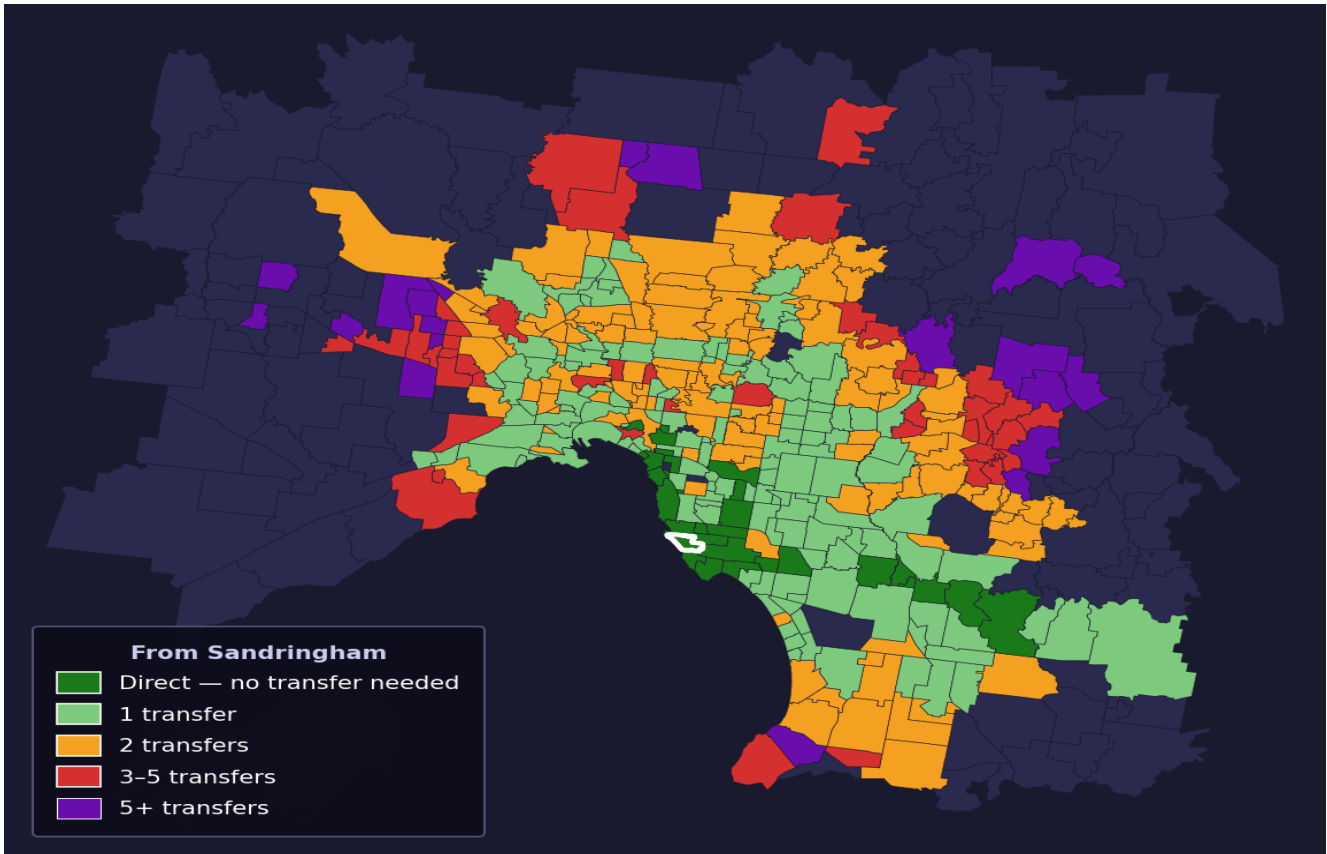 From Sandringham
Direct — no transfer needed
1 transfer
2 transfers
3–5 transfers
5+ transfers